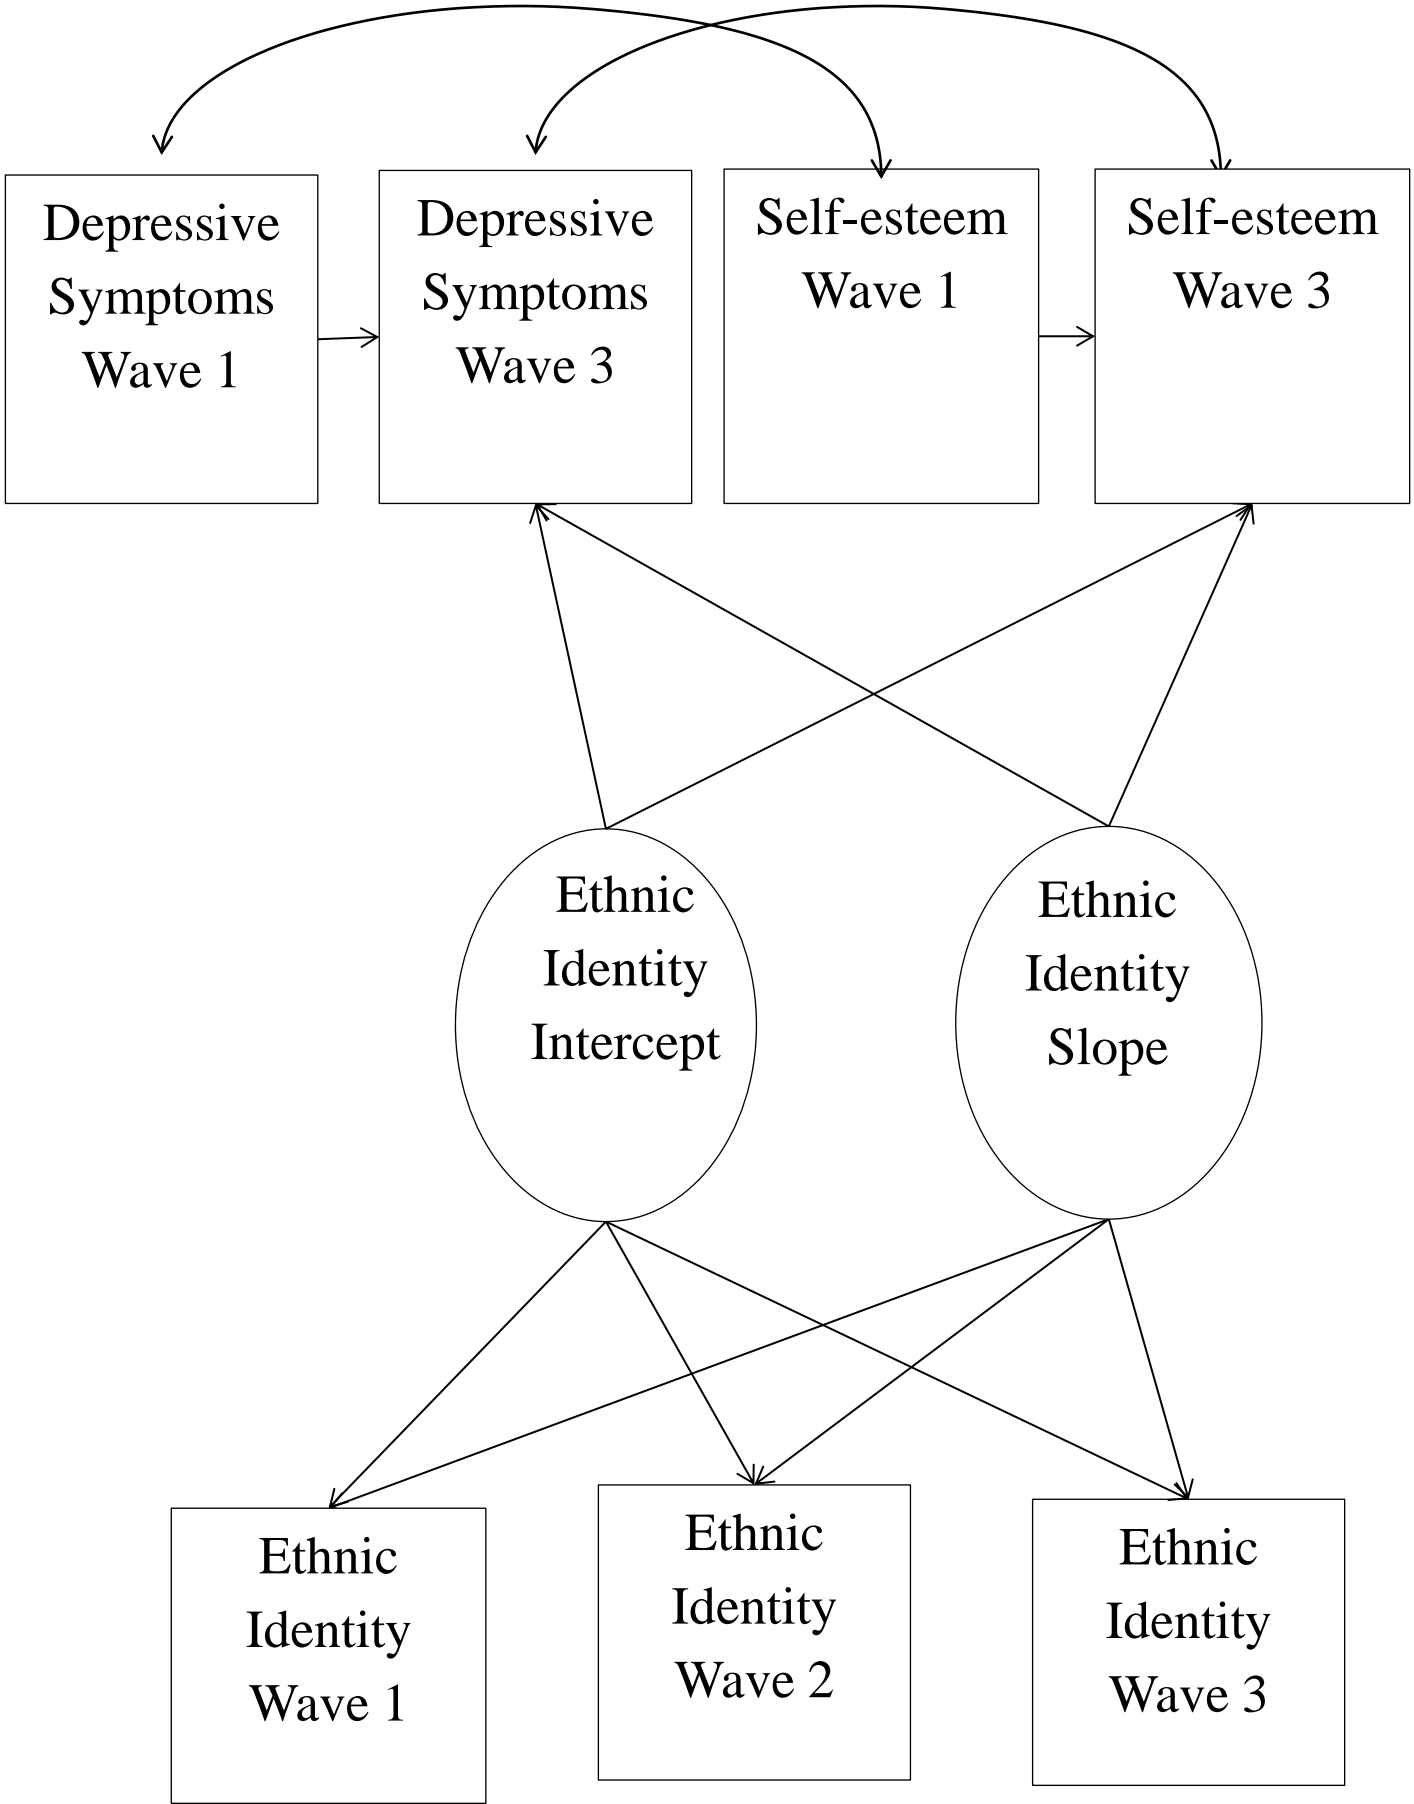 Depressive
Symptoms
Wave 1
Depressive
Symptoms
Wave 3
Self-esteem
Wave 1
Self-esteem
Wave 3
Ethnic
Identity
Intercept
Ethnic
Identity
Slope
Ethnic
Identity
Wave 1
Ethnic
Identity
Wave 2
Ethnic
Identity
Wave 3